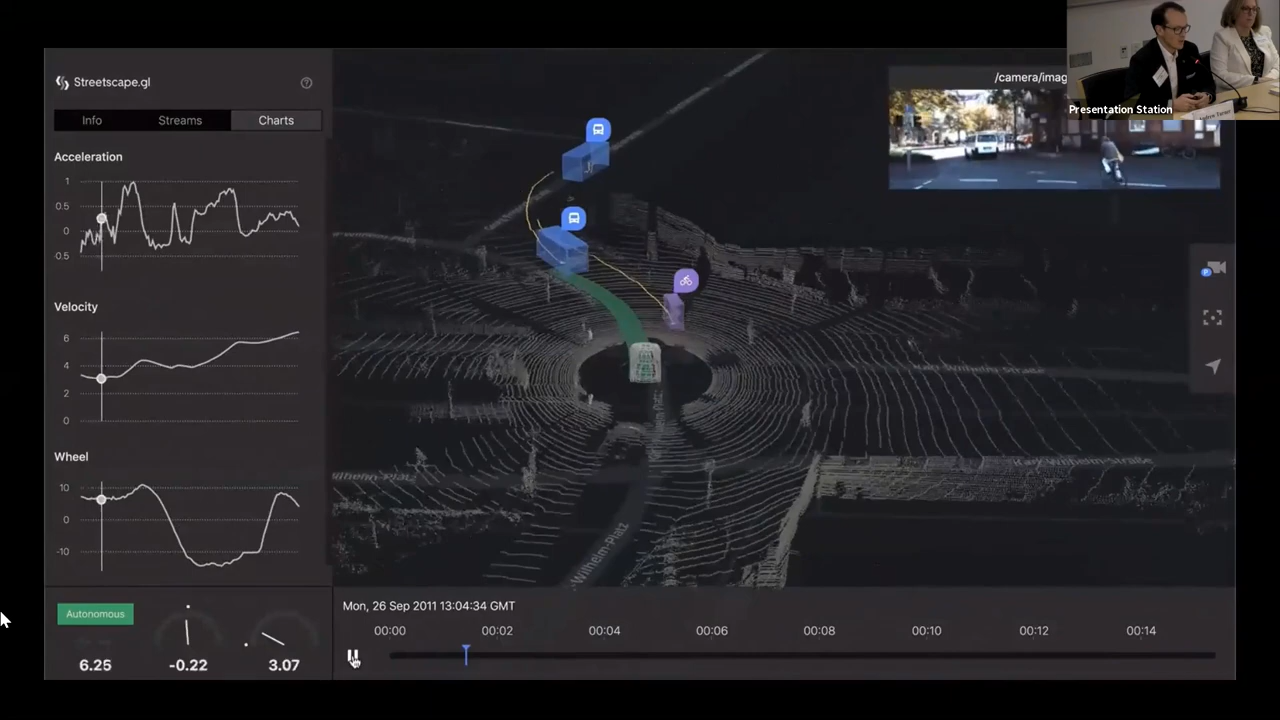 Streetscape.gl
Info
Streams
Charts
Acceleration
1
0.5
0
-0.5
Velocity
6
4
2
0
Wheel
10
0
-10
Autonomous
6.25
-0.22
3.07
/camera/imag
Presentation Station
Wilhelm-Platz
P
Mon, 26 Sep 2011 13:04:34 GMT
00:00
00:02
00:04
00:06
00:08
00:10
00:12
00:14